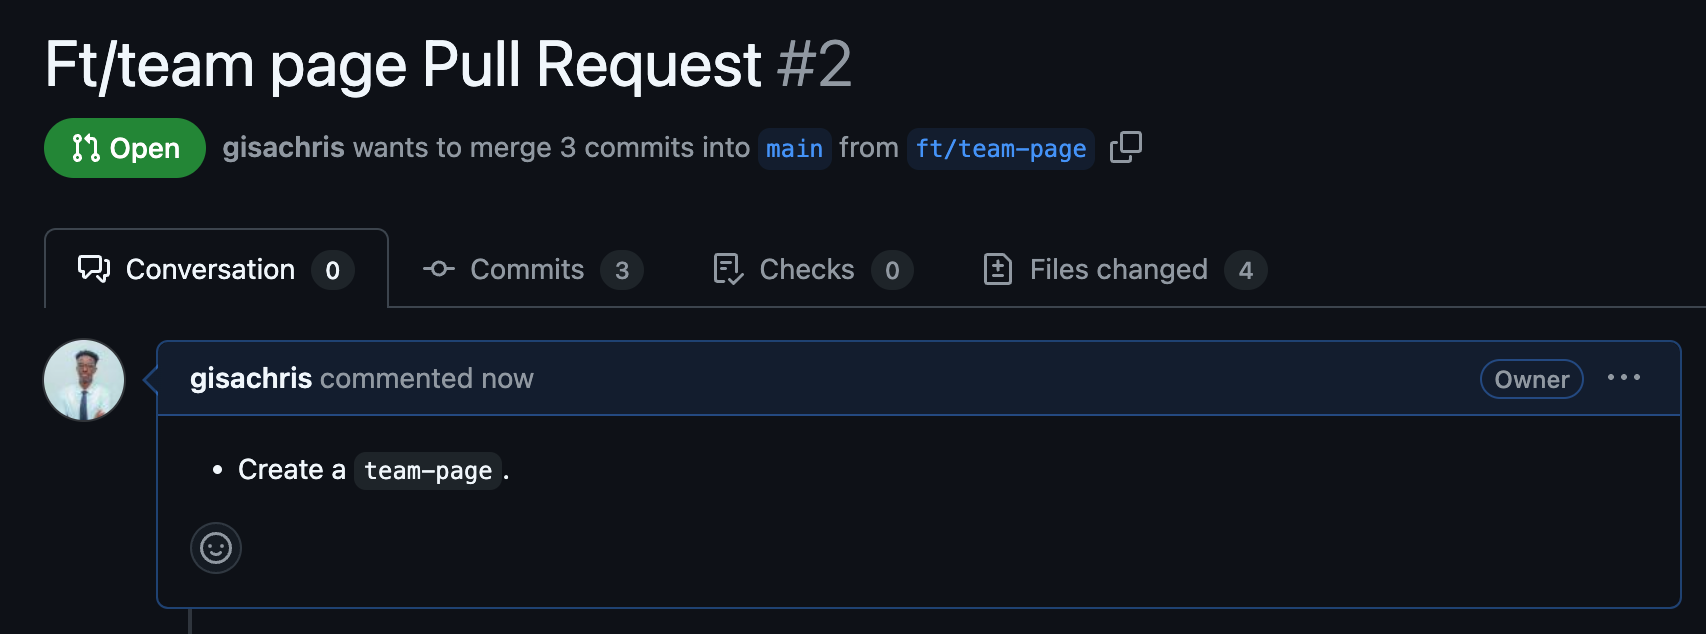 Ft/team page Pull Request #2
Open gisachris wants to merge 3 commits into main from ft/team-page
Conversation 0 Commits 3 Checks 0 Files changed 4
gisachris commented now Owner
• Create a team-page.